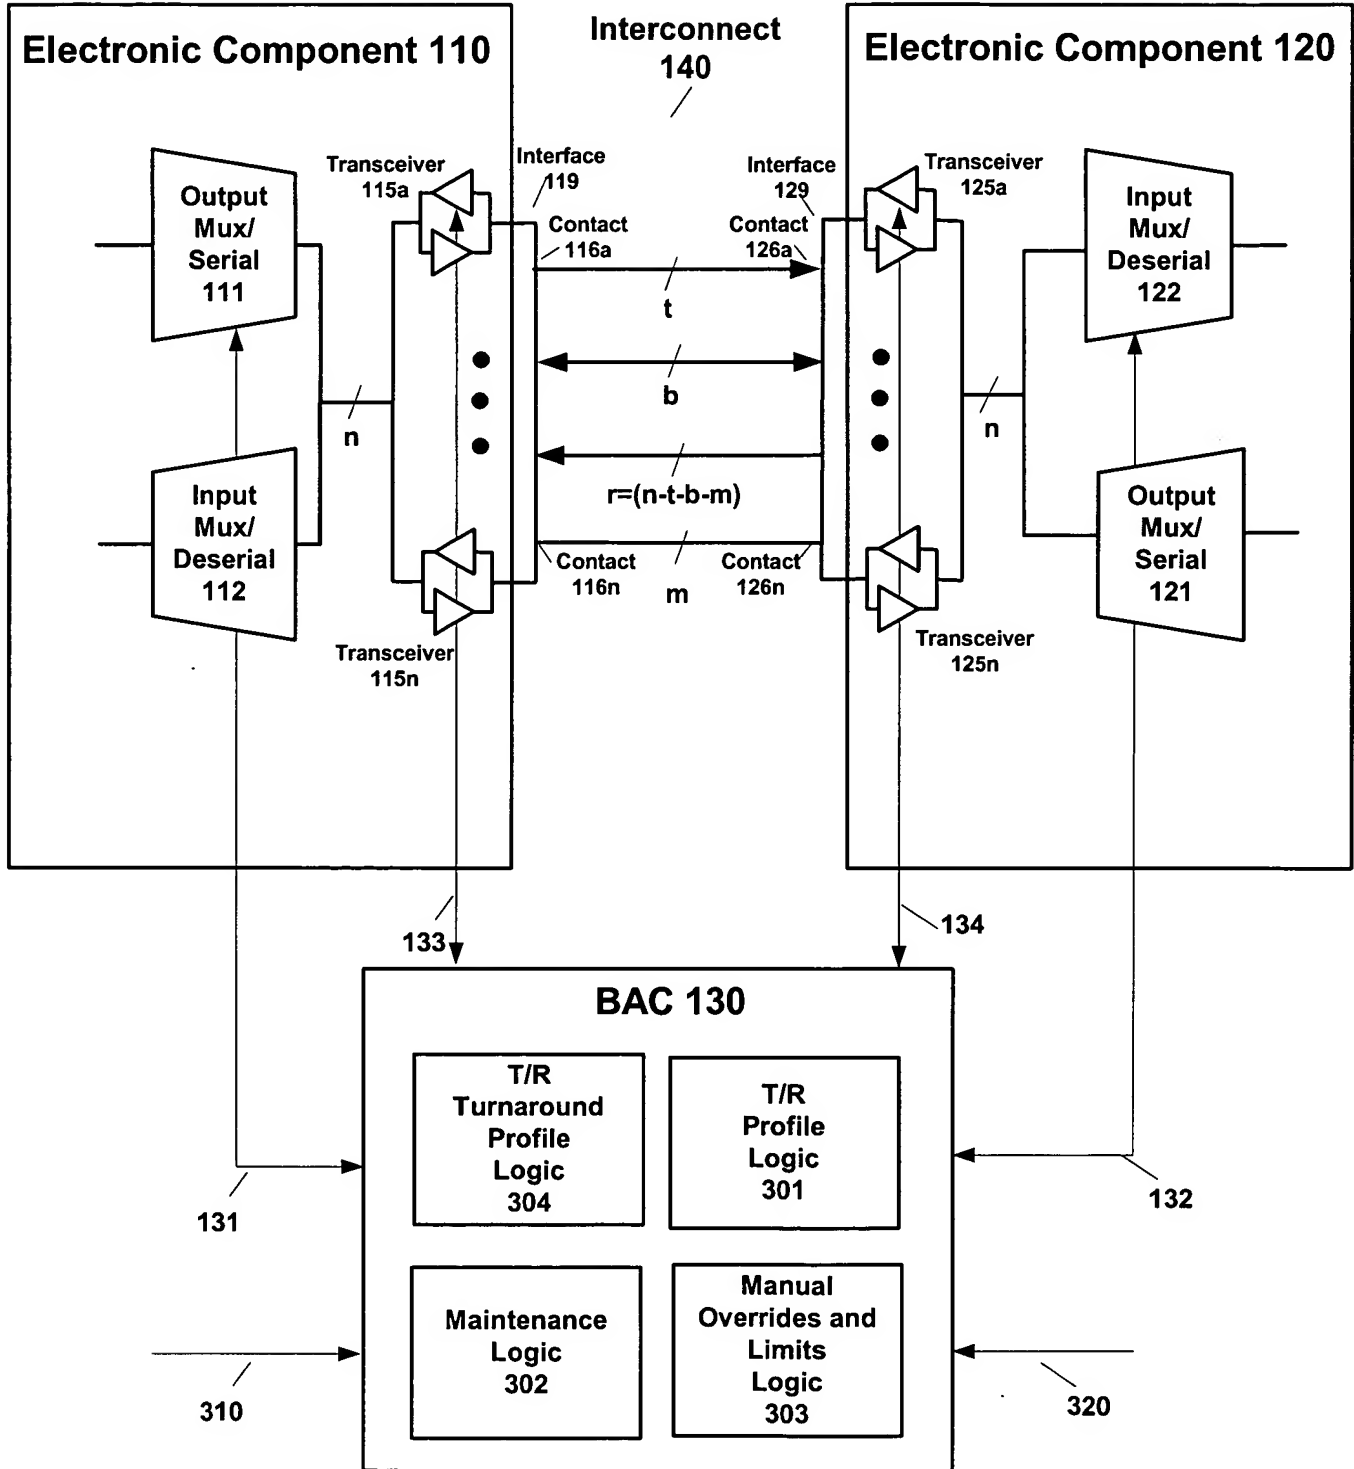 Electronic Component 110
Interconnect
140
Electronic Component 120
Output
Mux/
Serial
111
Transceiver
115a
Interface
119
Contact
116a
Interface
129
Contact
126a
Transceiver
125a
Input
Mux/
Deserial
122
t
b
n
n
r=(n-t-b-m)
Input
Mux/
Deserial
112
Output
Mux/
Serial
121
Contact
116n
m
Contact
126n
Transceiver
115n
Transceiver
125n
133
134
BAC 130
T/R
Turnaround
Profile
Logic
304
T/R
Profile
Logic
301
131
132
Maintenance
Logic
302
Manual
Overrides and
Limits
Logic
303
310
320